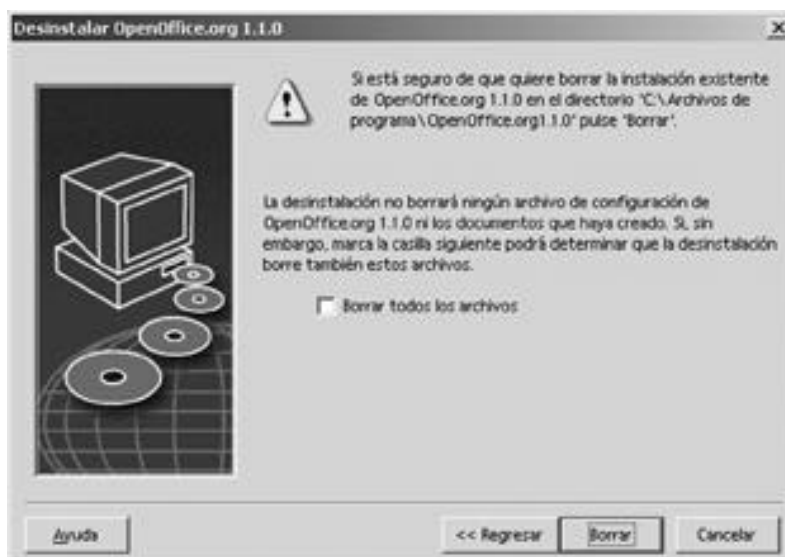 Desinstalar OpenOffice.org 1.1.0
Si está seguro de que quiere borrar la instalación existente
de OpenOffice.org 1.1.0 en el directorio "C:\Archivos de
programa\OpenOffice.org1.1.0" pulse "Borrar".
La desinstalación no borrará ningún archivo de configuración de
OpenOffice.org 1.1.0 ni los documentos que haya creado. Si, sin
embargo, marca la casilla siguiente podrá determinar que la desinstalación
borre también estos archivos.
Borrar todos los archivos
Ayuda
<< Regresar
Borrar
Cancelar